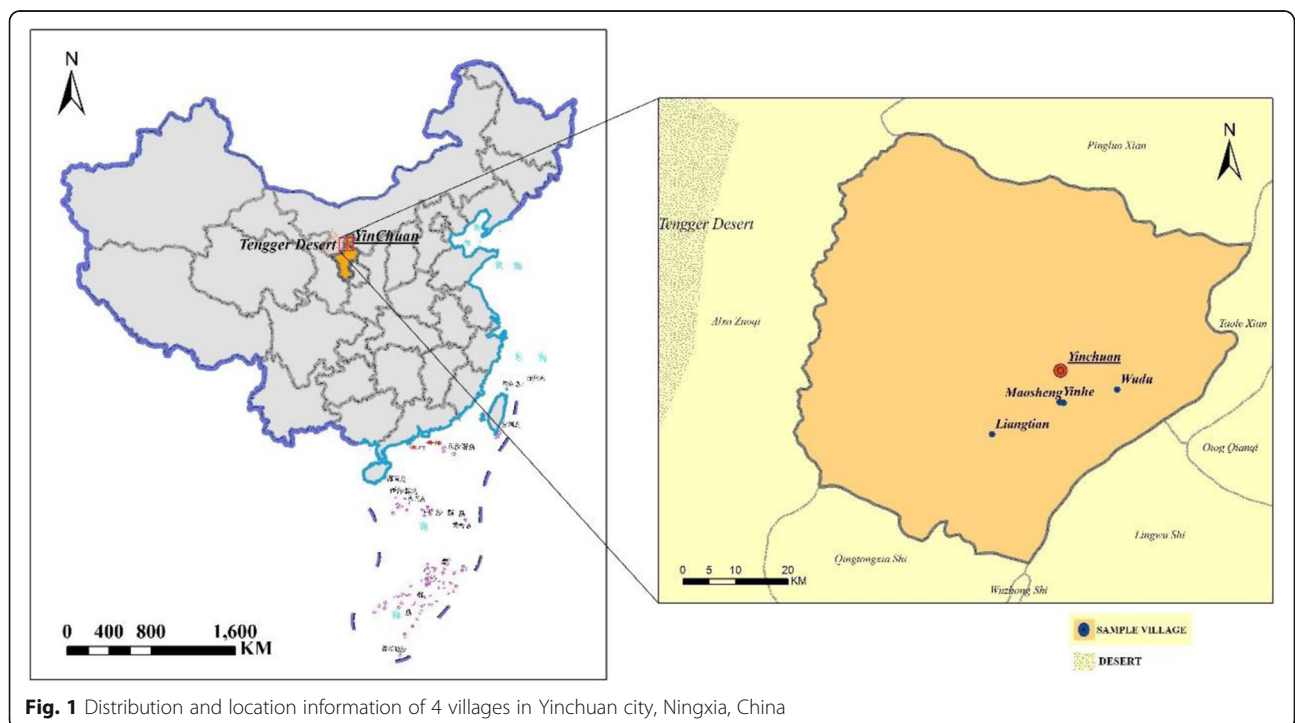 N
YinChuan
Tengger Desert
0 400 800 1,600
KM
N
Pingluo Xian
Tengger Desert
Alxa Zuoqi
Taole Xian
Yinchuan
Wudu
Maosheng Yinhe
Liangtian
Otog Qianqi
Lingwu Shi
Qingtongxia Shi
Wuzhong Shi
0 5 10 20
KM
SAMPLE VILLAGE
DESERT
Fig. 1 Distribution and location information of 4 villages in Yinchuan city, Ningxia, China